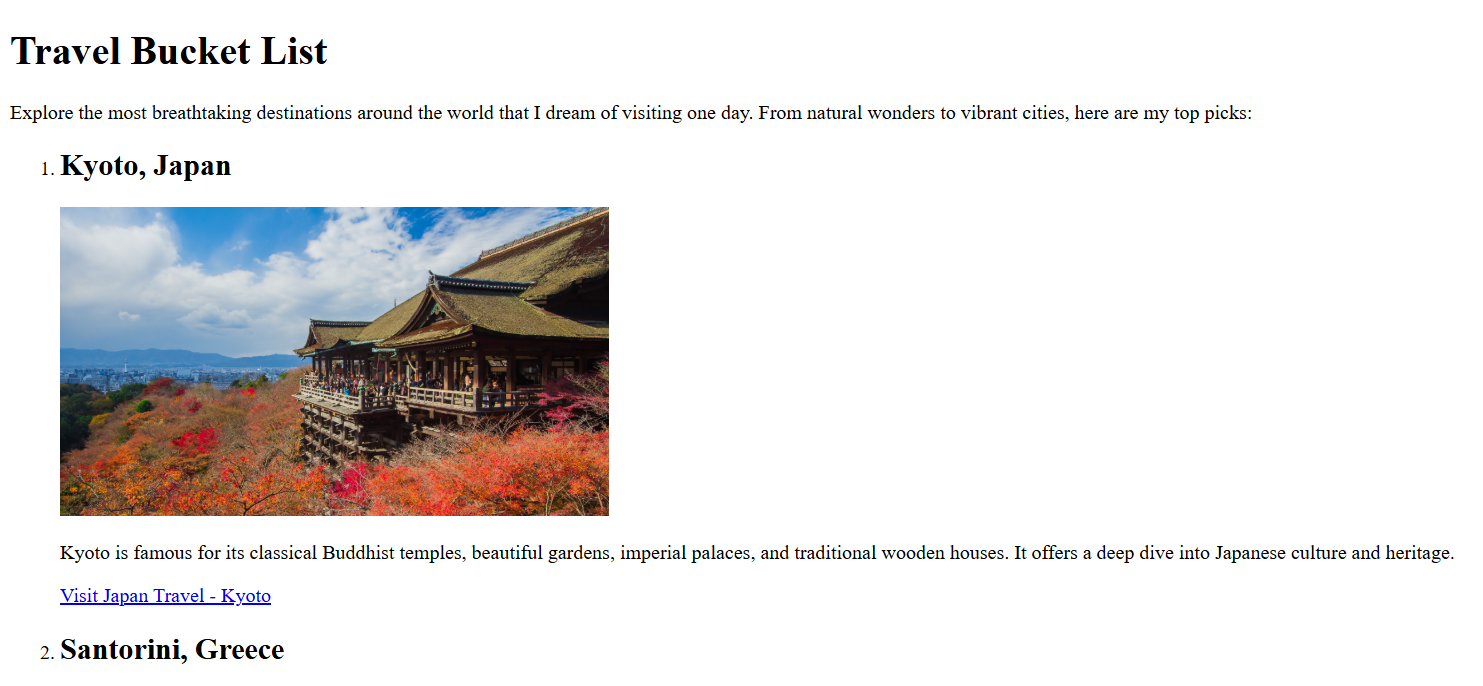 Travel Bucket List
Explore the most breathtaking destinations around the world that I dream of visiting one day. From natural wonders to vibrant cities, here are my top picks:
1. Kyoto, Japan
Kyoto is famous for its classical Buddhist temples, beautiful gardens, imperial palaces, and traditional wooden houses. It offers a deep dive into Japanese culture and heritage.
Visit Japan Travel - Kyoto
2. Santorini, Greece